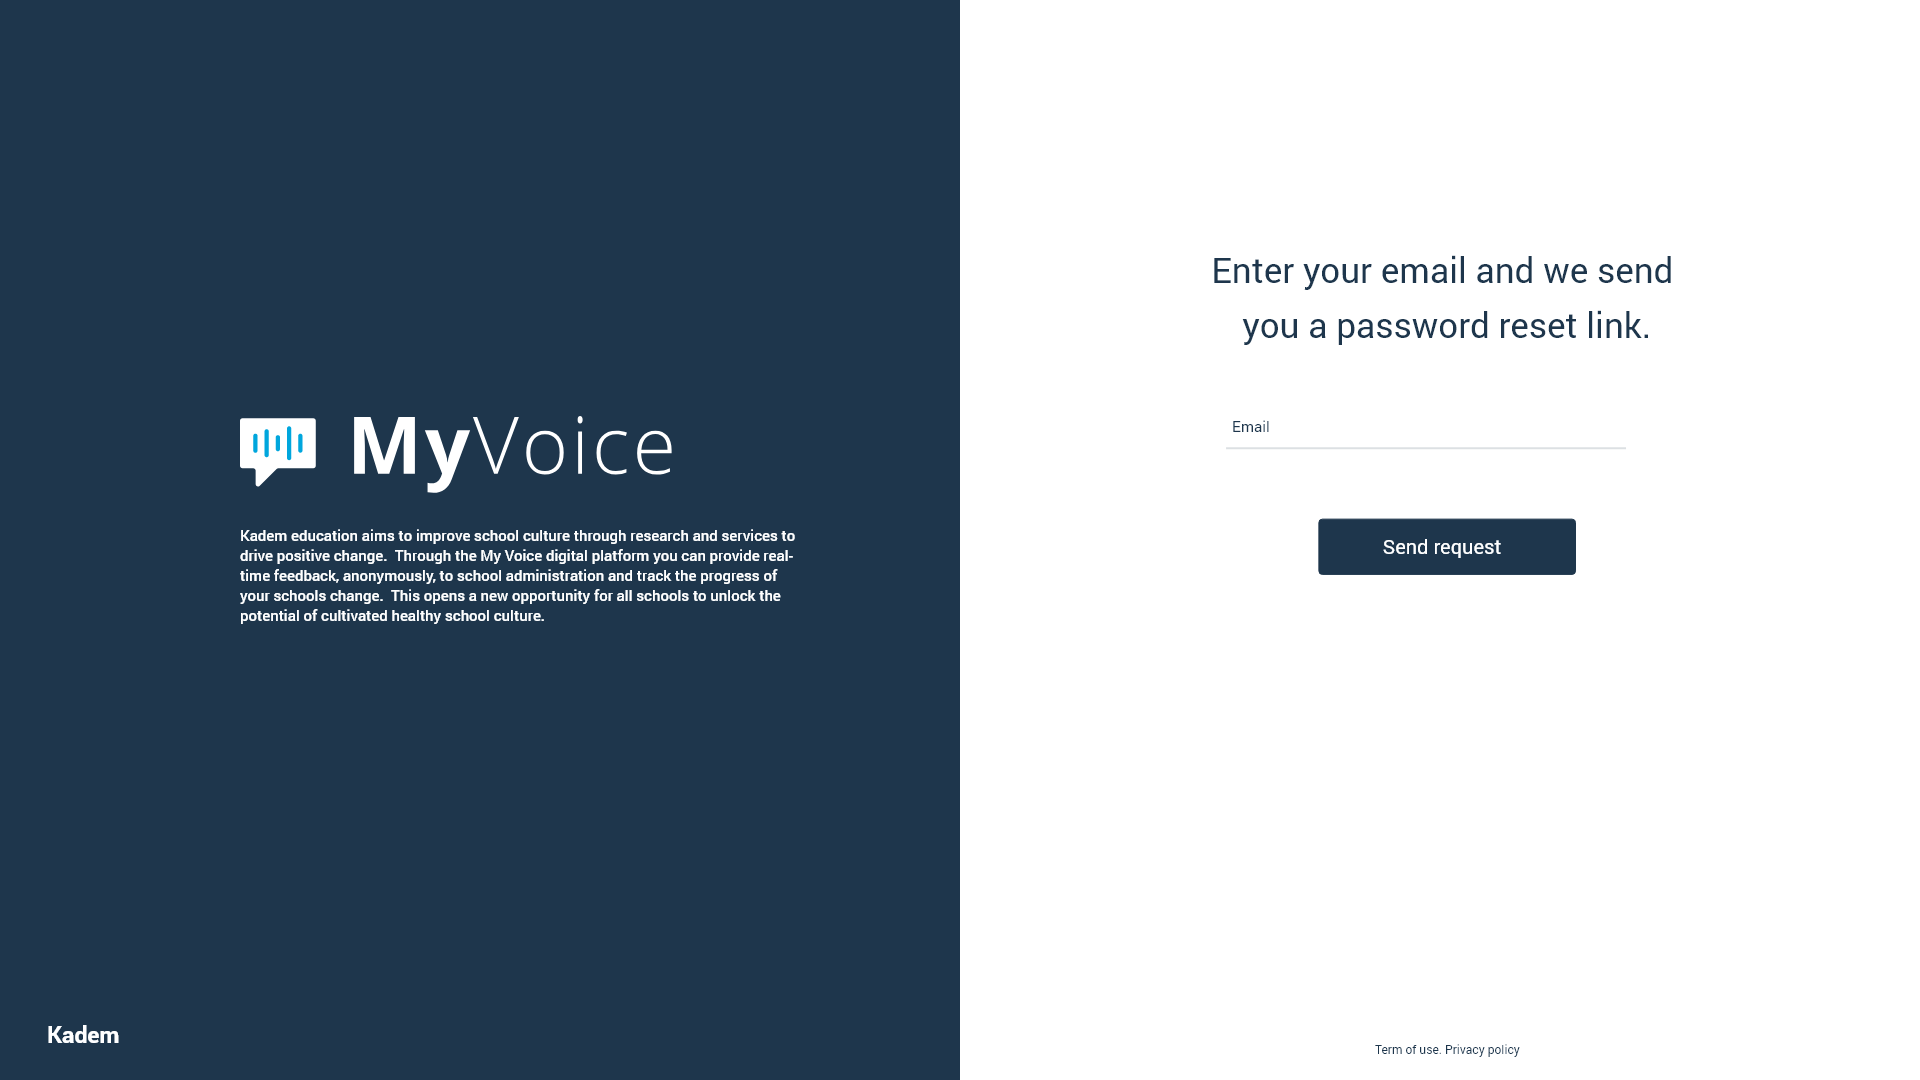 MyVoice
Kadem education aims to improve school culture through research and services to
drive positive change.  Through the My Voice digital platform you can provide real-
time feedback, anonymously, to school administration and track the progress of
your schools change.  This opens a new opportunity for all schools to unlock the
potential of cultivated healthy school culture.
Kadem
Enter your email and we send
you a password reset link.
Email
Send request
Term of use. Privacy policy